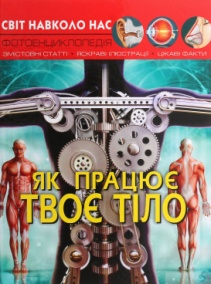 СВІТ НАВКОЛО НАС
ФОТОЕНЦИКЛОПЕДІЯ
ЗМІСТОВНІ СТАТТІ • ЯСКРАВІ ІЛЮСТРАЦІЇ • ЦІКАВІ ФАКТИ
ЯК ПРАЦЮЄ
ТВОЄ ТІЛО